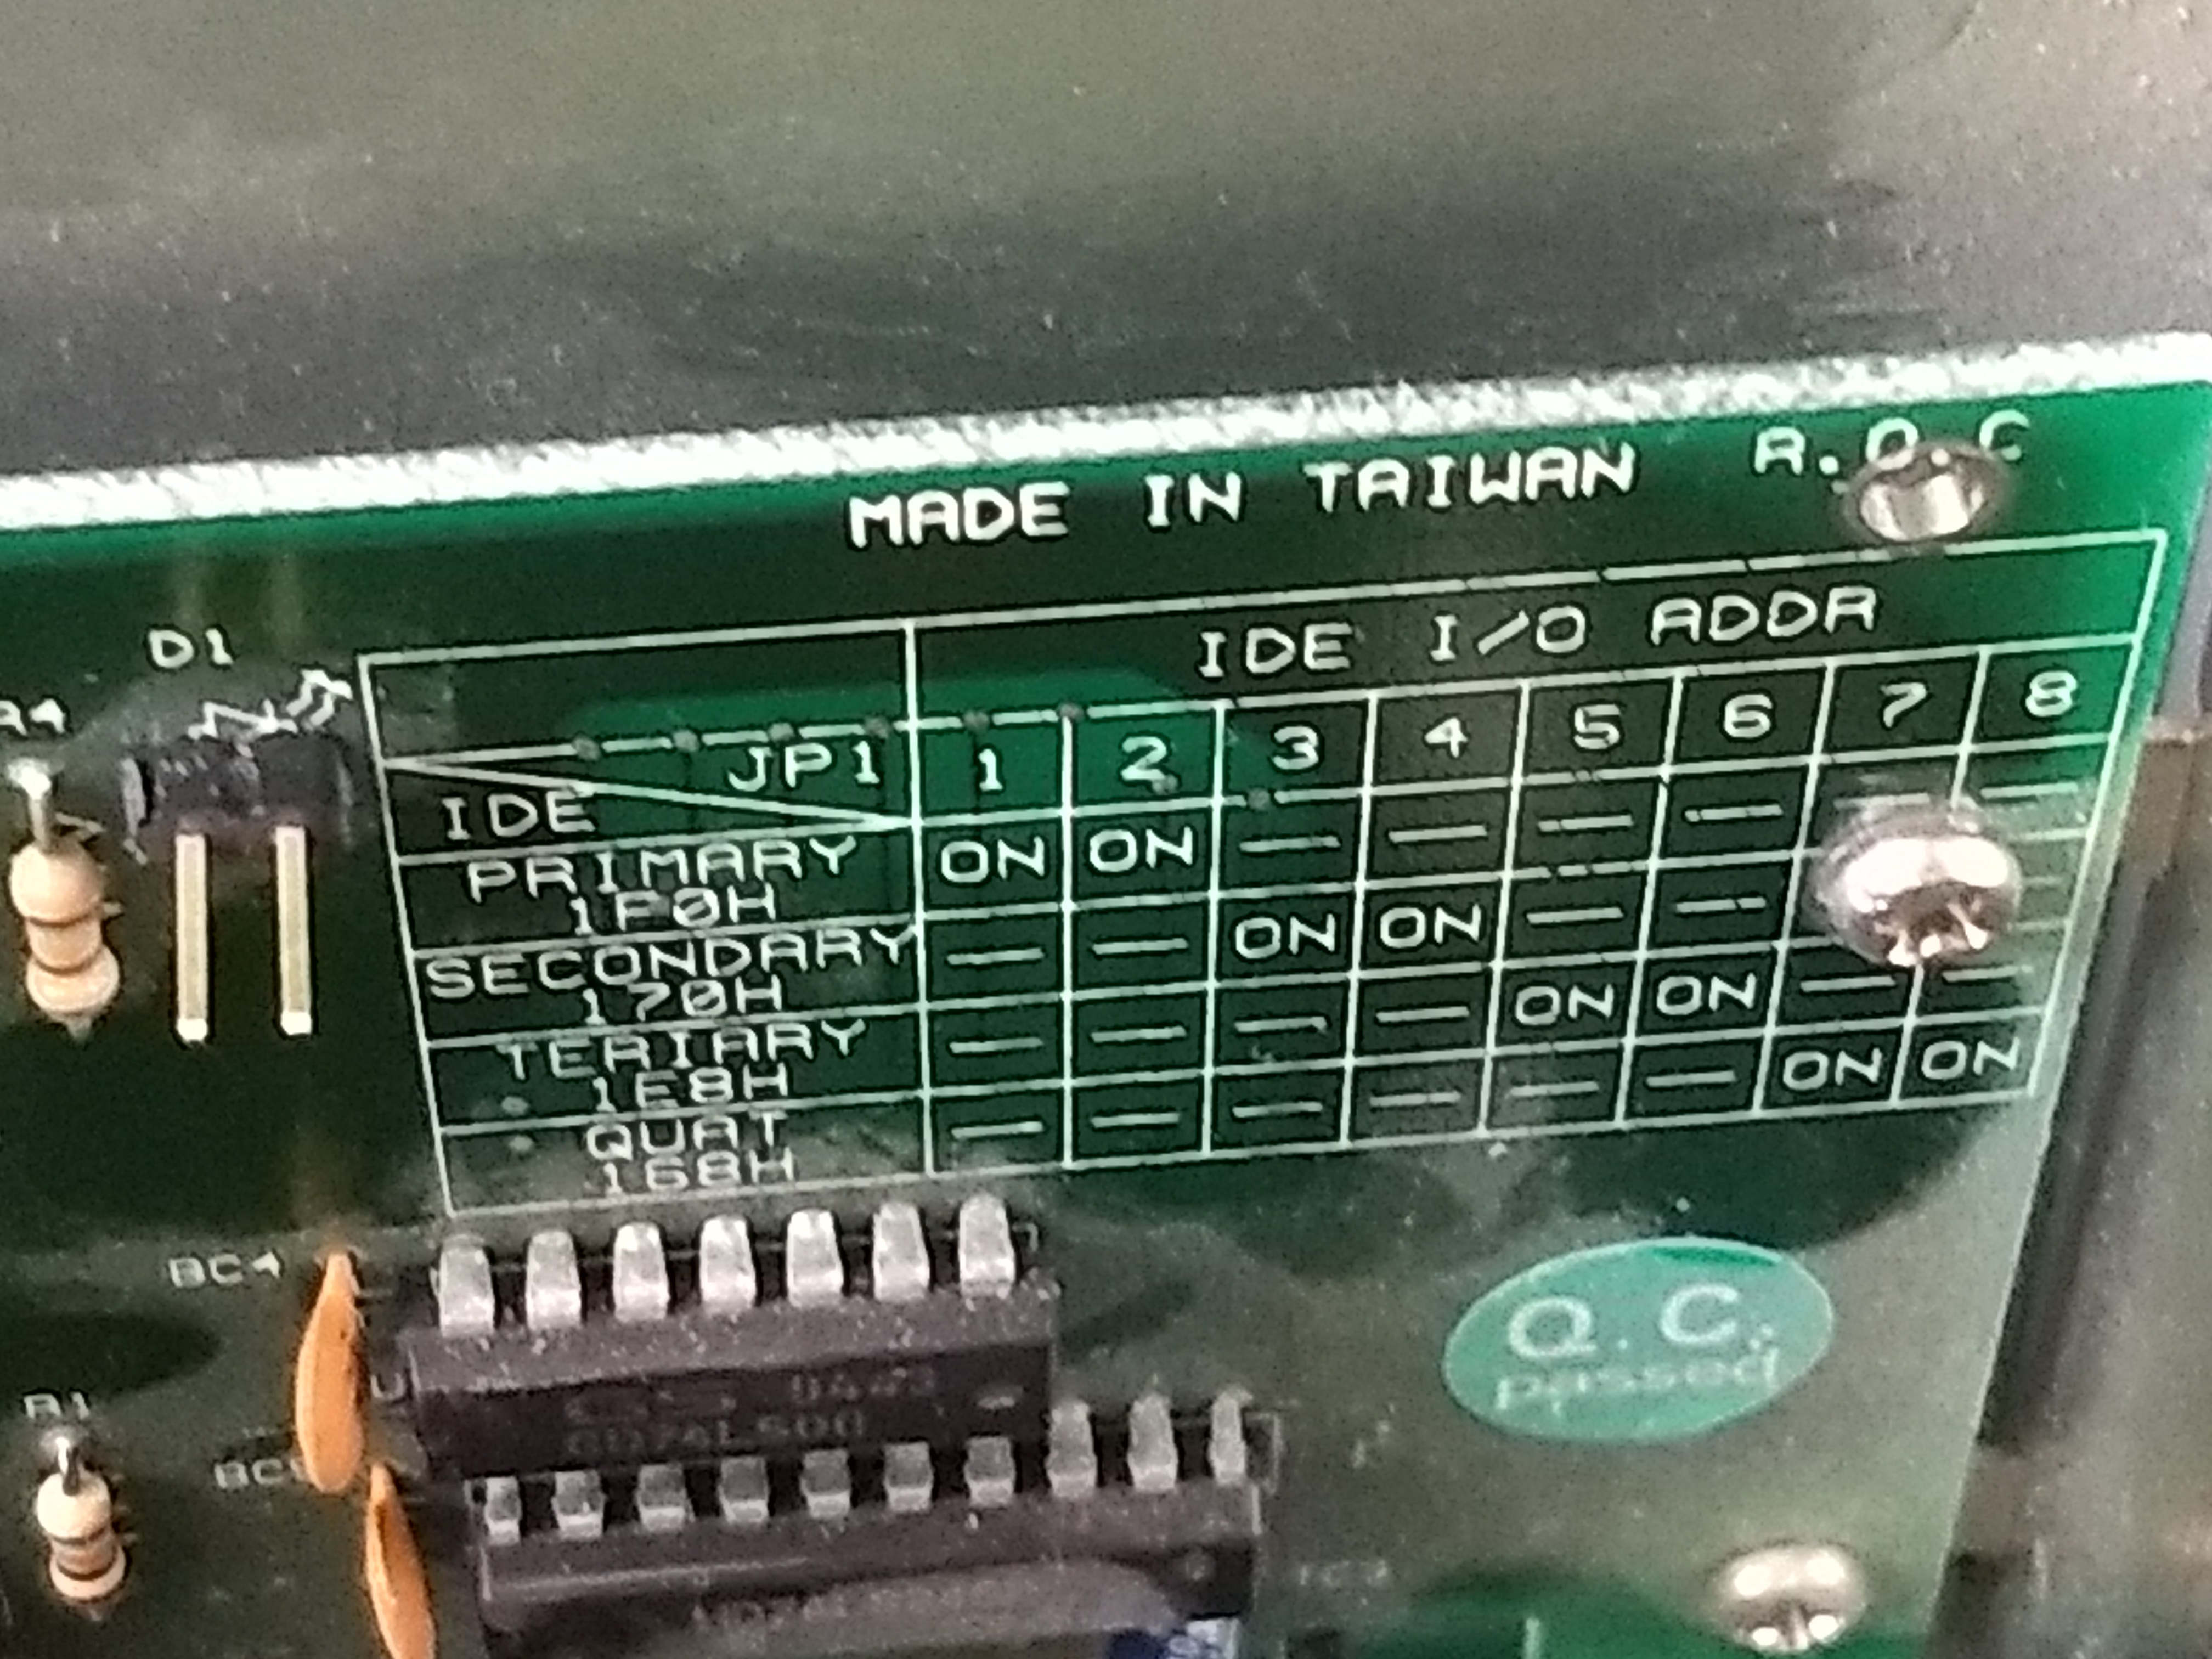 MADE IN TAIWAN R.O.C
D1
R4
IDE I/O ADDR
JP1 1 2 3 4 5 6 7 8
IDE
PRIMARY 1F0H ON ON — — — —
SECONDARY 170H — — ON ON — —
TERIARY 1E8H — — — — ON ON — —
QUAT 168H — — — — — — ON ON
BC4
Q.C.
passed
R1